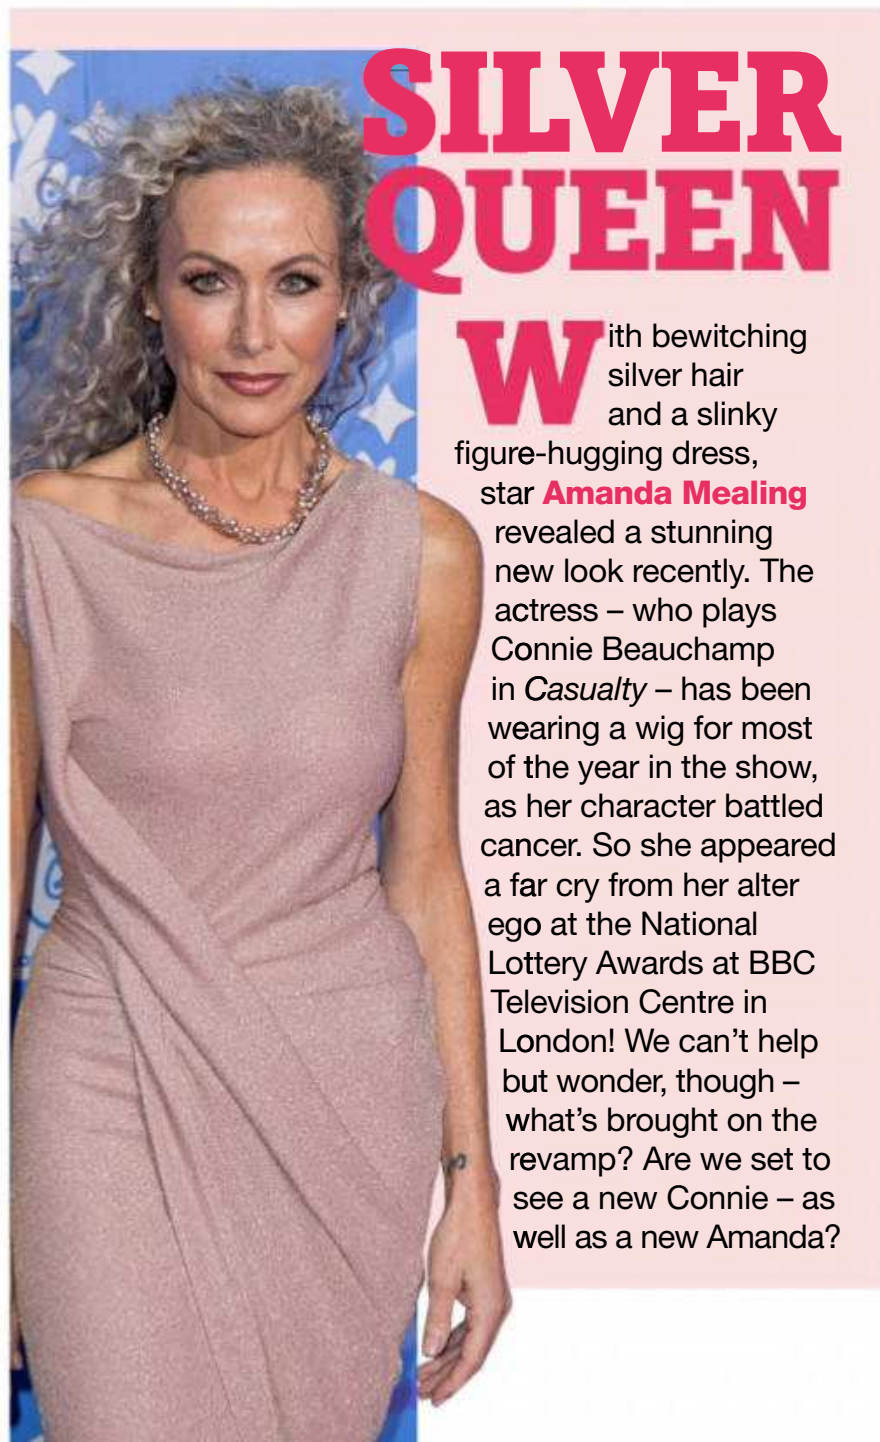 SILVER
QUEEN
With bewitching
silver hair
and a slinky
figure-hugging dress,
star Amanda Mealing
revealed a stunning
new look recently. The
actress – who plays
Connie Beauchamp
in Casualty – has been
wearing a wig for most
of the year in the show,
as her character battled
cancer. So she appeared
a far cry from her alter
ego at the National
Lottery Awards at BBC
Television Centre in
London! We can’t help
but wonder, though –
what’s brought on the
revamp? Are we set to
see a new Connie – as
well as a new Amanda?